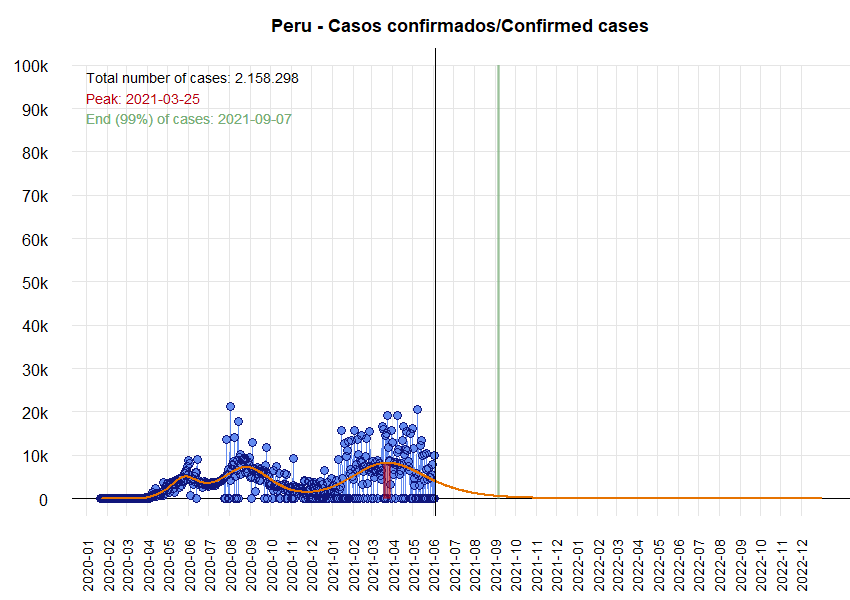 Peru - Casos confirmados/Confirmed cases
100k
90k
80k
70k
60k
50k
40k
30k
20k
10k
0
Total number of cases: 2.158.298
Peak: 2021-03-25
End (99%) of cases: 2021-09-07
2020-01
2020-02
2020-03
2020-04
2020-05
2020-06
2020-07
2020-08
2020-09
2020-10
2020-11
2020-12
2021-01
2021-02
2021-03
2021-04
2021-05
2021-06
2021-07
2021-08
2021-09
2021-10
2021-11
2021-12
2022-01
2022-02
2022-03
2022-04
2022-05
2022-06
2022-07
2022-08
2022-09
2022-10
2022-11
2022-12